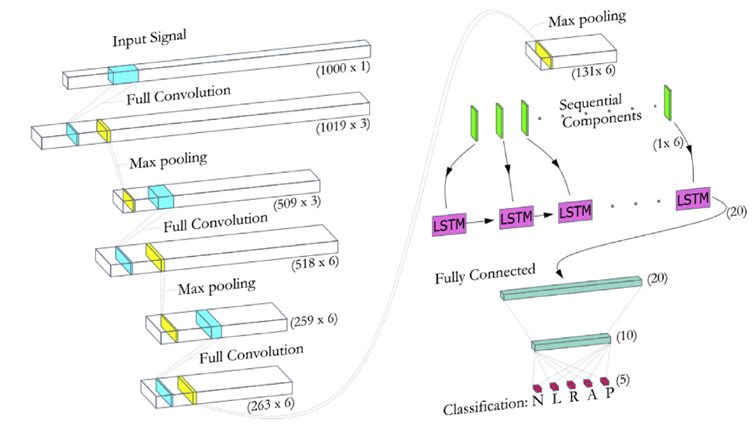 Input Signal
(1000 x 1)
Full Convolution
(1019 x 3)
Max pooling
(509 x 3)
Full Convolution
(518 x 6)
Max pooling
(259 x 6)
Full Convolution
(263 x 6)
Max pooling
(131x 6)
Sequential
Components
(1x 6)
LSTM
LSTM
LSTM
LSTM
(20)
Fully Connected
(20)
(10)
(5)
Classification: N L R A P